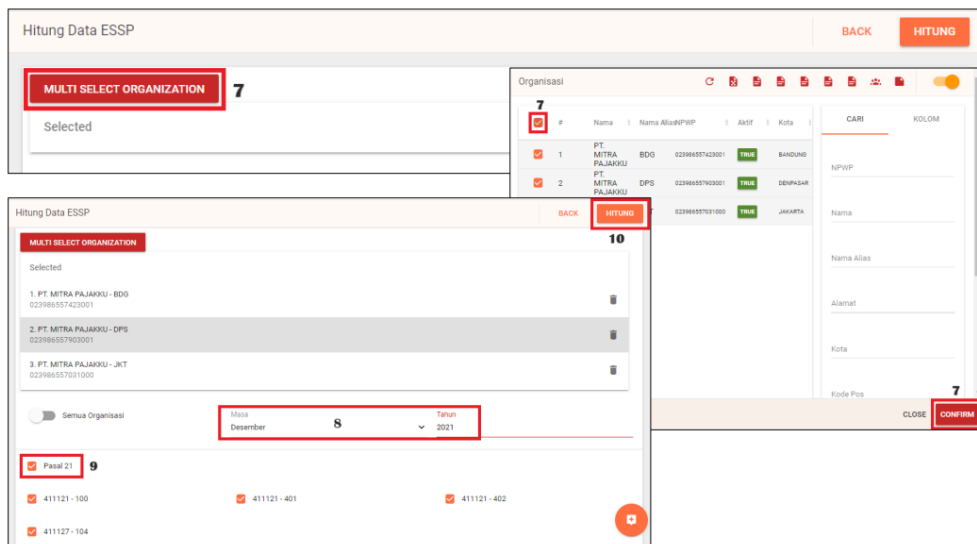 Hitung Data ESSP
BACK
HITUNG
MULTI SELECT ORGANIZATION
7
Selected
Organisasi
7
# Nama Nama Alias NPWP Aktif Kota
1 PT. MITRA PAJAKKU BDG 023986557423001 TRUE BANDUNG
2 PT. MITRA PAJAKKU DPS 023986557903001 TRUE DENPASAR
023986557031000 TRUE JAKARTA
CARI
KOLOM
NPWP
Nama
Nama Alias
Alamat
Kota
Kode Pos
7
CLOSE
CONFIRM
Hitung Data ESSP
BACK
HITUNG
10
MULTI SELECT ORGANIZATION
Selected
1. PT. MITRA PAJAKKU - BDG
023986557423001
2. PT. MITRA PAJAKKU - DPS
023986557903001
3. PT. MITRA PAJAKKU - JKT
023986557031000
Semua Organisasi
Masa
Desember
8
Tahun
2021
Pasal 21
9
411121 - 100
411121 - 401
411121 - 402
411127 - 104